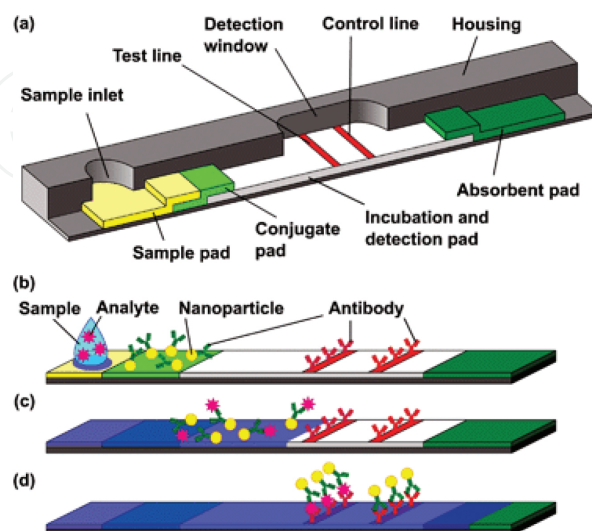 (a)
Detection
window
Control line
Housing
Test line
Sample inlet
Absorbent pad
Conjugate
pad
Incubation and
detection pad
Sample pad
(b)
Sample
Analyte
Nanoparticle
Antibody
(c)
(d)